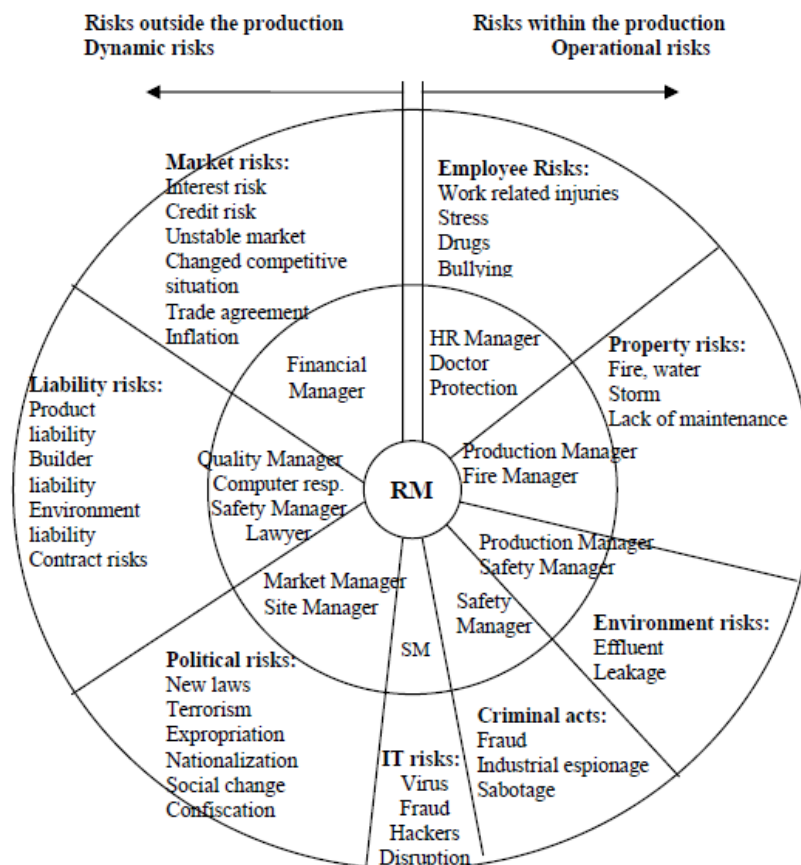 Risks outside the production
Dynamic risks
Risks within the production
Operational risks
Market risks:
Interest risk
Credit risk
Unstable market
Changed competitive
situation
Trade agreement
Inflation
Employee Risks:
Work related injuries
Stress
Drugs
Bullying
Financial
Manager
HR Manager
Doctor
Protection
Property risks:
Fire, water
Storm
Lack of maintenance
Liability risks:
Product
liability
Builder
liability
Environment
liability
Contract risks
Quality Manager
Computer resp.
Safety Manager
Lawyer
RM
Production Manager
Fire Manager
Production Manager
Safety Manager
Market Manager
Site Manager
SM
Safety
Manager
Environment risks:
Effluent
Leakage
Political risks:
New laws
Terrorism
Expropriation
Nationalization
Social change
Confiscation
IT risks:
Virus
Fraud
Hackers
Disruption
Criminal acts:
Fraud
Industrial espionage
Sabotage